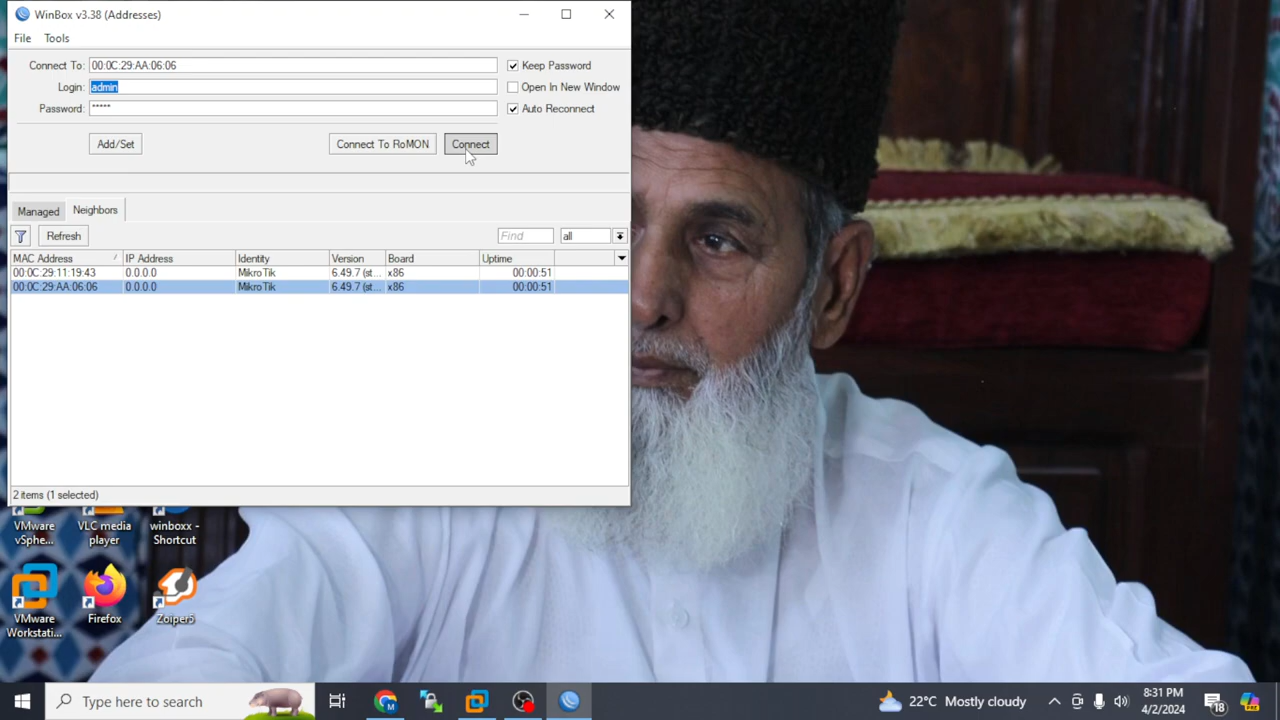 WinBox v3.38 (Addresses)
File Tools
Connect To: 00:0C:29:AA:06:06
Keep Password
Login: admin
Open In New Window
Password: *****
Auto Reconnect
Add/Set
Connect To RoMON
Connect
Managed Neighbors
Refresh
Find
all
MAC Address IP Address Identity Version Board Uptime
00:0C:29:11:19:43 0.0.0.0 MikroTik 6.49.7 (st... x86 00:00:51
00:0C:29:AA:06:06 0.0.0.0 MikroTik 6.49.7 (st... x86 00:00:51
2 items (1 selected)
VMware vSphe...
VLC media player
winboxx - Shortcut
VMware Workstati...
Firefox
Zoiper5
Type here to search
22°C Mostly cloudy
8:31 PM
4/2/2024
18